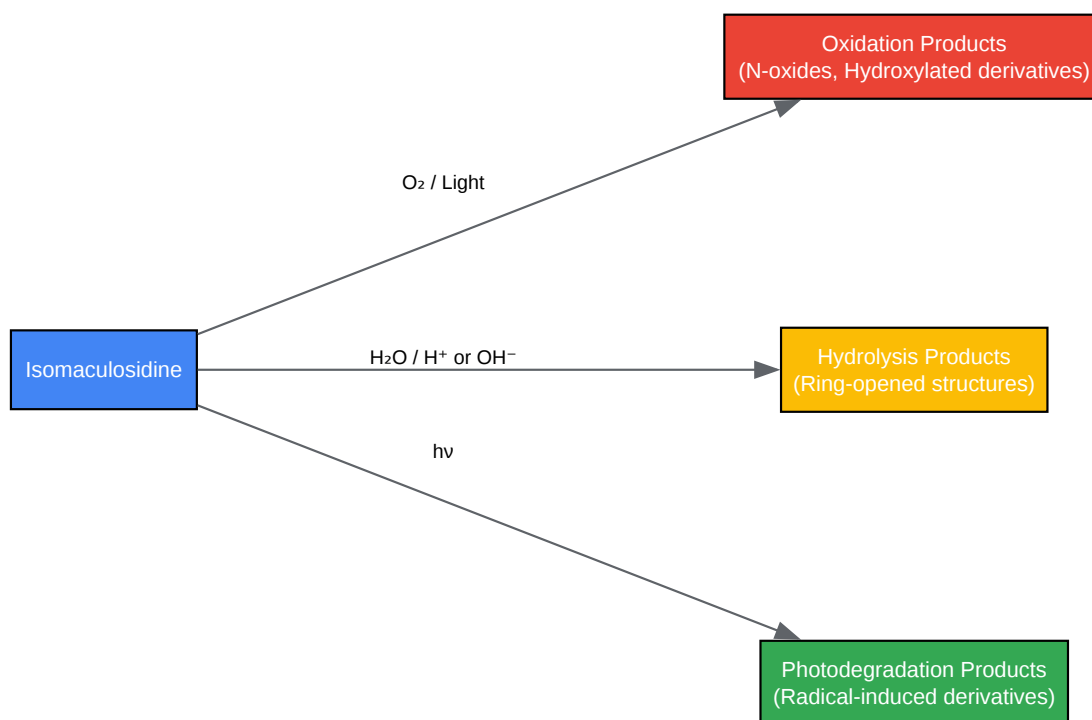 Oxidation Products
(N-oxides, Hydroxylated derivatives)
O₂ / Light
Isomaculosidine
H₂O / H⁺ or OH⁻
Hydrolysis Products
(Ring-opened structures)
hν
Photodegradation Products
(Radical-induced derivatives)